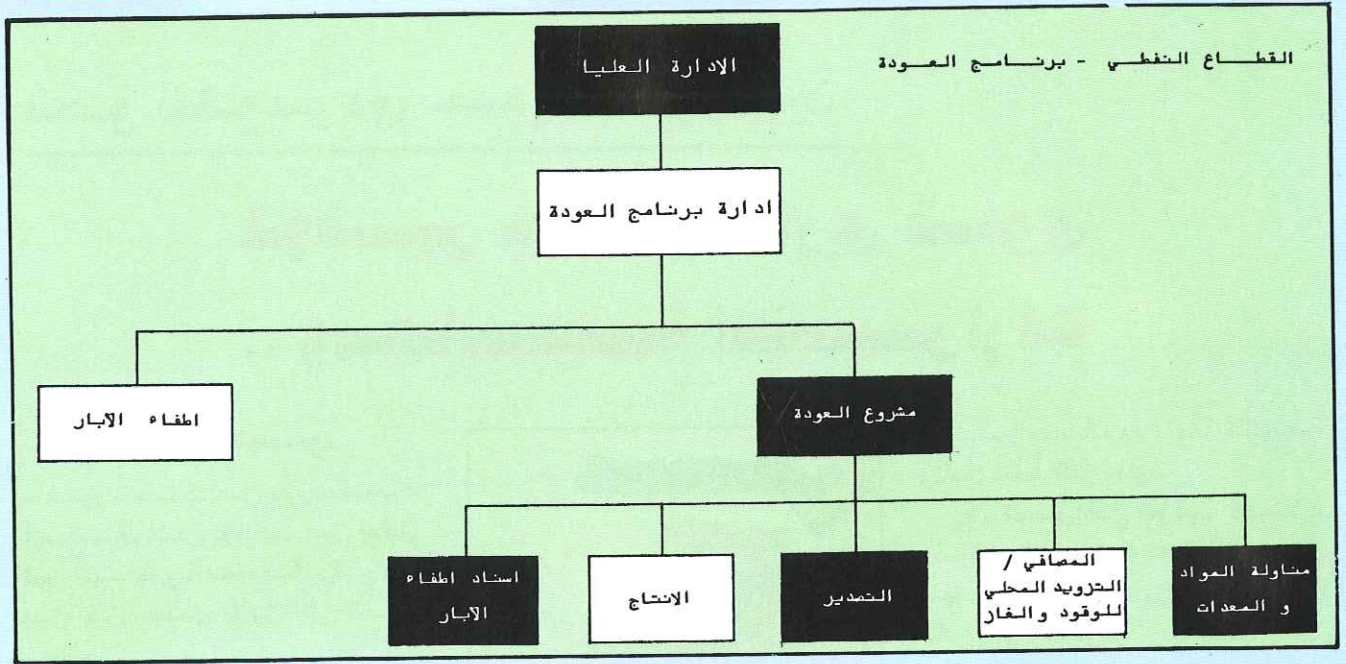 القطاع النفطي - برنامج العودة
الادارة العليا
ادارة برنامج العودة
مشروع العودة
اطفاء الآبار
مناولة المواد
و المعدات
المصافي /
التزويد المحلي
للوقود والغاز
التصدير
الانتاج
اسناد اطفاء
الآبار